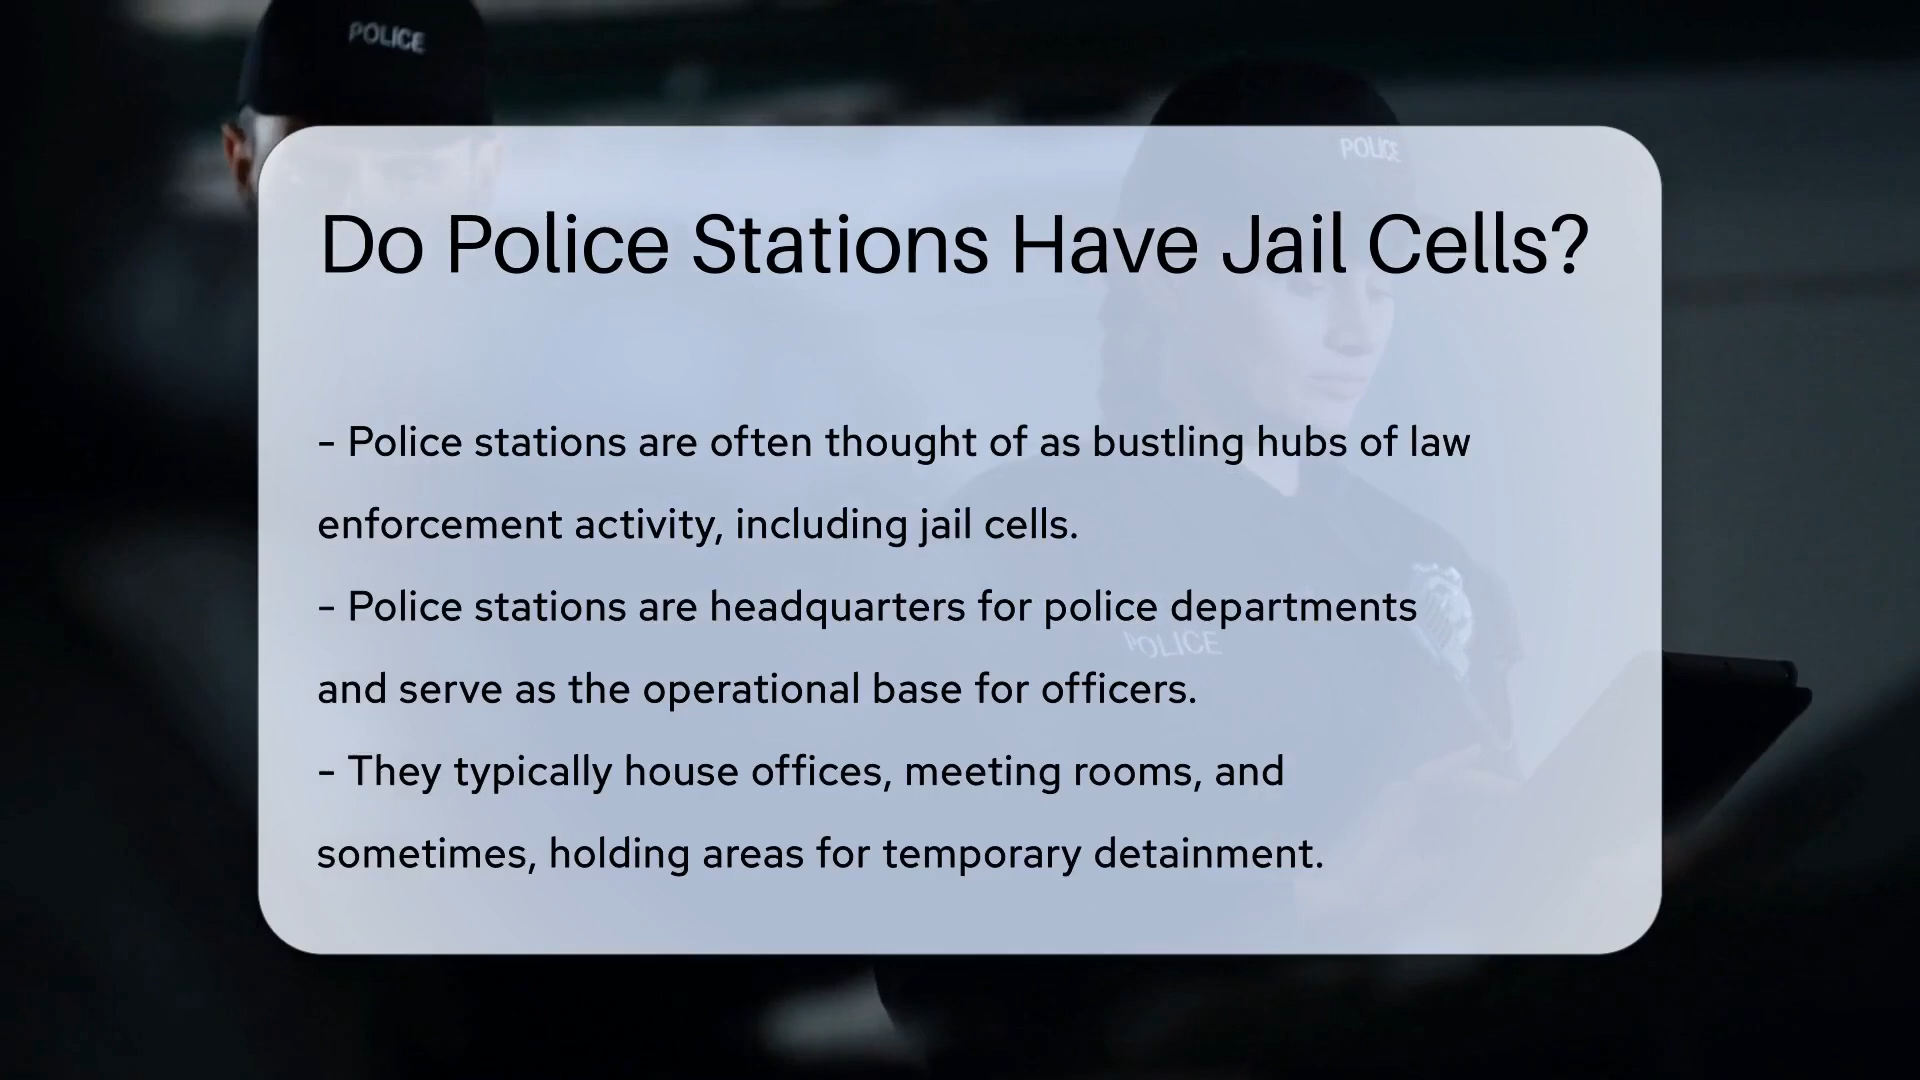 POLICE
POLICE
Do Police Stations Have Jail Cells?
- Police stations are often thought of as bustling hubs of law
enforcement activity, including jail cells.
- Police stations are headquarters for police departments
POLICE
and serve as the operational base for officers.
- They typically house offices, meeting rooms, and
sometimes, holding areas for temporary detainment.